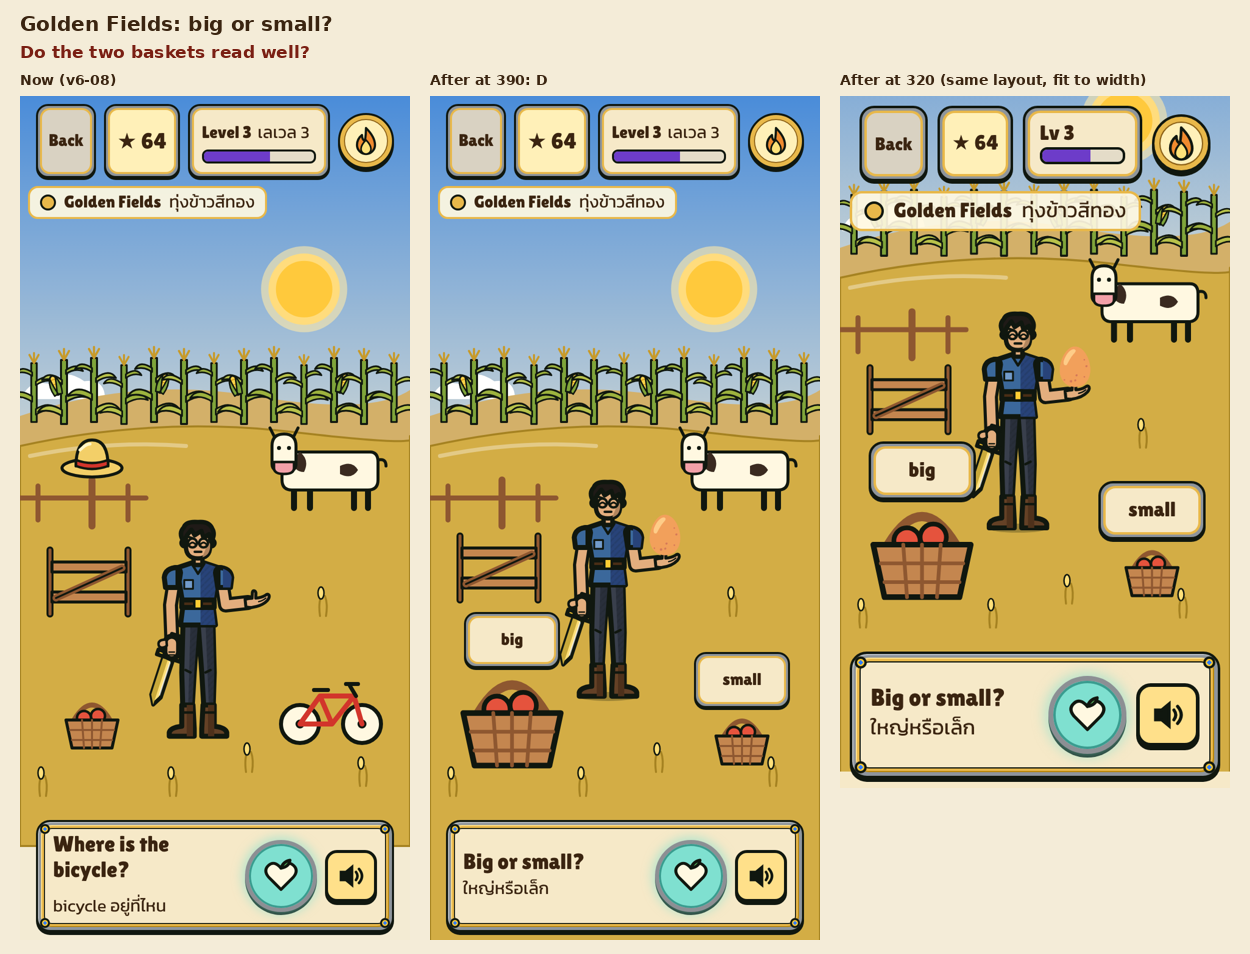 Golden Fields: big or small?
Do the two baskets read well?
Now (v6-08)
Back
★ 64
Level 3 เลเวล 3
Golden Fields ทุ่งข้าวสีทอง
Where is the
bicycle?
bicycle อยู่ที่ไหน
After at 390: D
Back
★ 64
Level 3 เลเวล 3
Golden Fields ทุ่งข้าวสีทอง
big
small
Big or small?
ใหญ่หรือเล็ก
After at 320 (same layout, fit to width)
Back
★ 64
Lv 3
Golden Fields ทุ่งข้าวสีทอง
big
small
Big or small?
ใหญ่หรือเล็ก